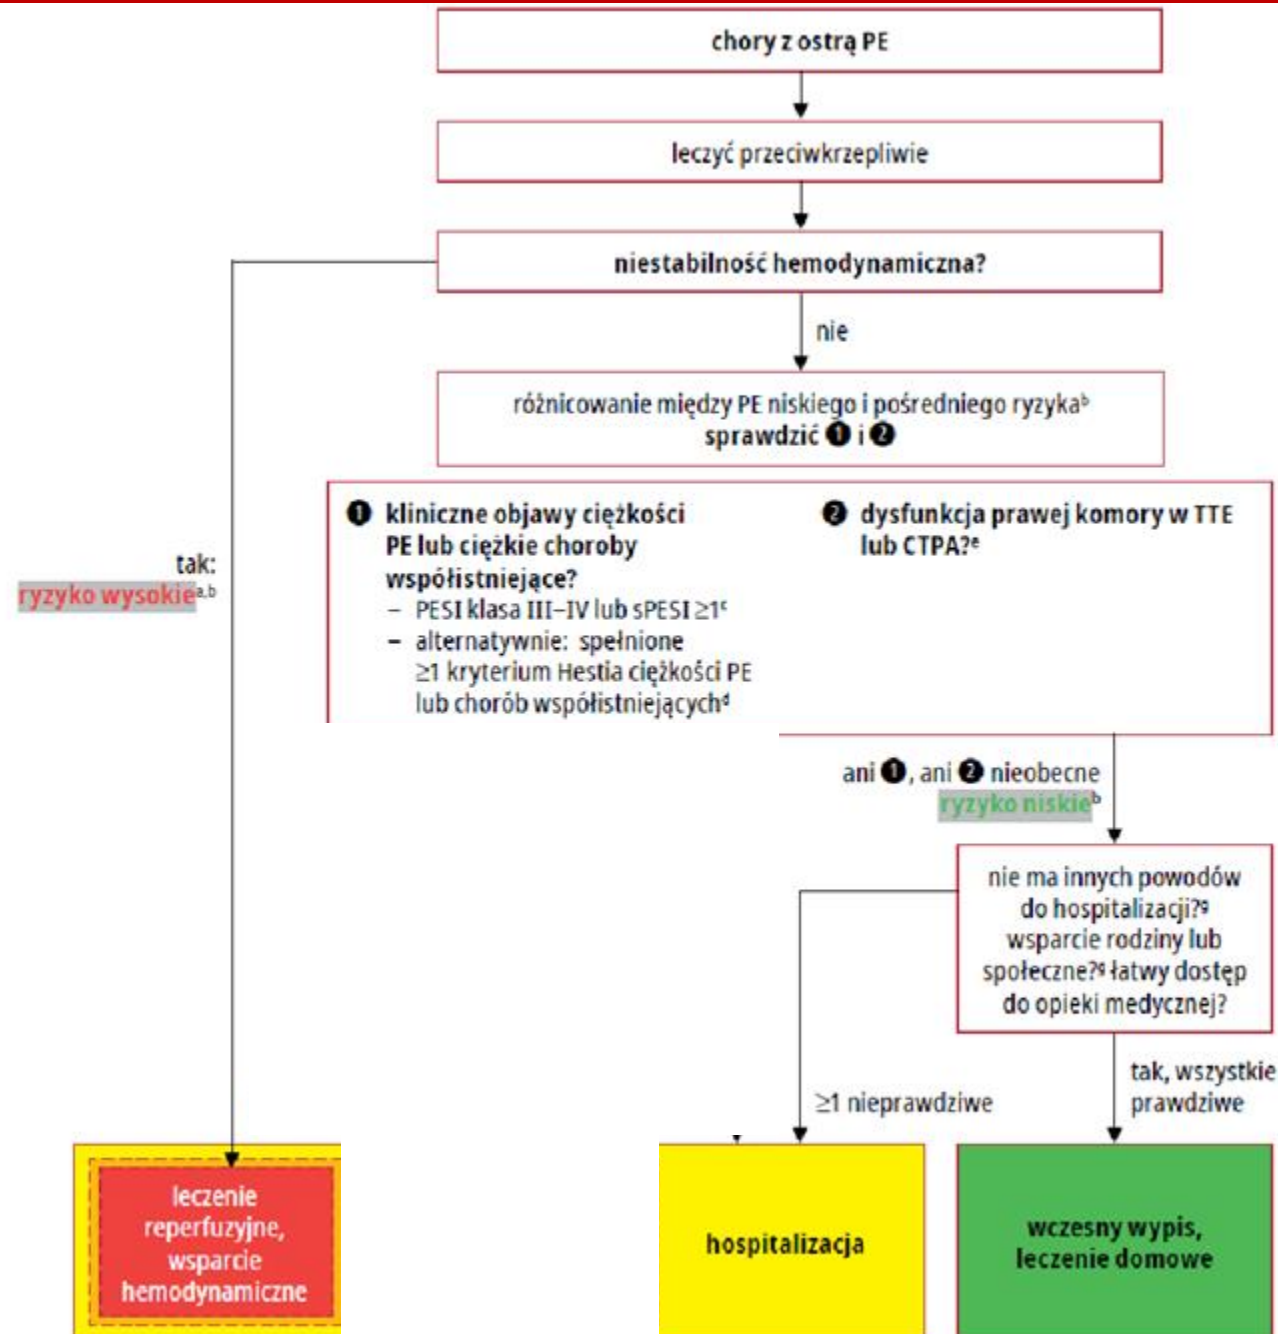 chory z ostrą PE
leczyć przeciwkrzepliwie
niestabilność hemodynamiczna?
nie
różnicowanie między PE niskiego i pośredniego ryzykaᵇ
sprawdzić ❶ i ❷
tak:
ryzyko wysokieᵃ,ᵇ
❶ kliniczne objawy ciężkości
PE lub ciężkie choroby
współistniejące?
– PESI klasa III–IV lub sPESI ≥1ᶜ
– alternatywnie: spełnione
≥1 kryterium Hestia ciężkości PE
lub chorób współistniejącychᵈ
❷ dysfunkcja prawej komory w TTE
lub CTPA?ᵉ
ani ❶, ani ❷ nieobecne
ryzyko niskieᵇ
nie ma innych powodów
do hospitalizacji?ᵍ
wsparcie rodziny lub
społeczne?ᵍ łatwy dostęp
do opieki medycznej?
≥1 nieprawdziwe
tak, wszystkie
prawdziwe
leczenie
reperfuzyjne,
wsparcie
hemodynamiczne
hospitalizacja
wczesny wypis,
leczenie domowe